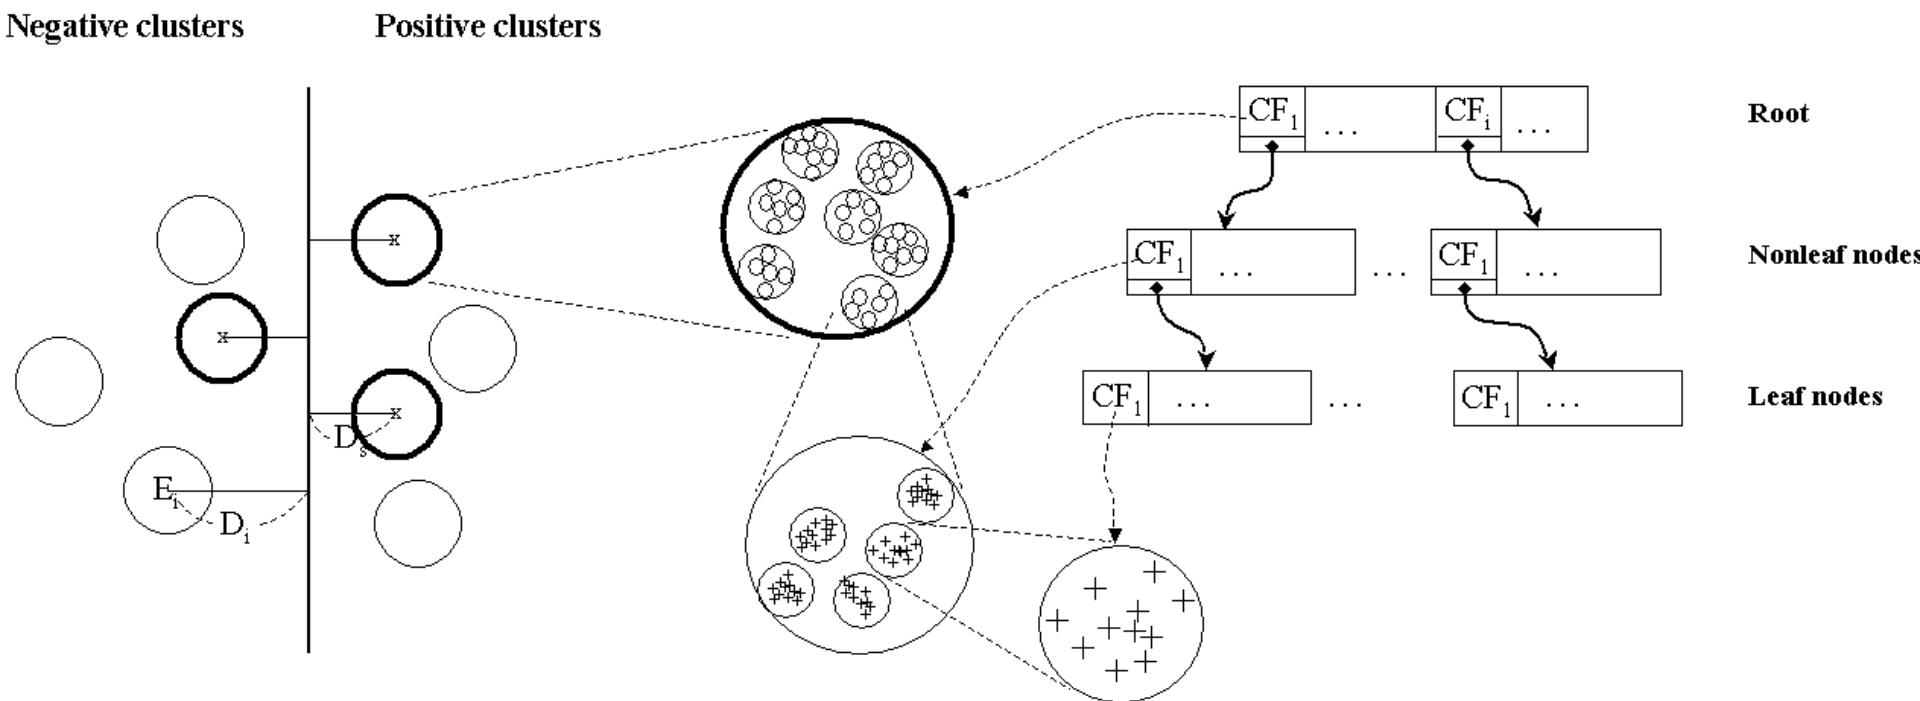 Negative clusters
Positive clusters
CF1 ... CFi ...
Root
CF1 ... ... CF1 ...
Nonleaf nodes
CF1 ... ... CF1 ...
Leaf nodes
x
x
x
Ds
Ei
Di